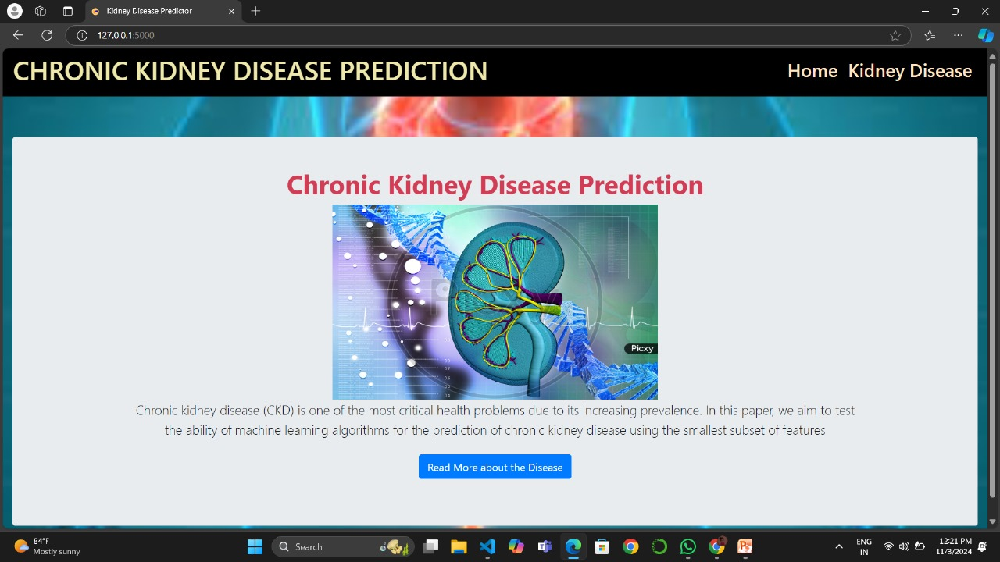 Kidney Disease Predictor
127.0.0.1:5000
CHRONIC KIDNEY DISEASE PREDICTION
Home Kidney Disease
Chronic Kidney Disease Prediction
Picxy
Chronic kidney disease (CKD) is one of the most critical health problems due to its increasing prevalence. In this paper, we aim to test
the ability of machine learning algorithms for the prediction of chronic kidney disease using the smallest subset of features
Read More about the Disease
84°F
Mostly sunny
Search
ENG
IN
12:21 PM
11/3/2024